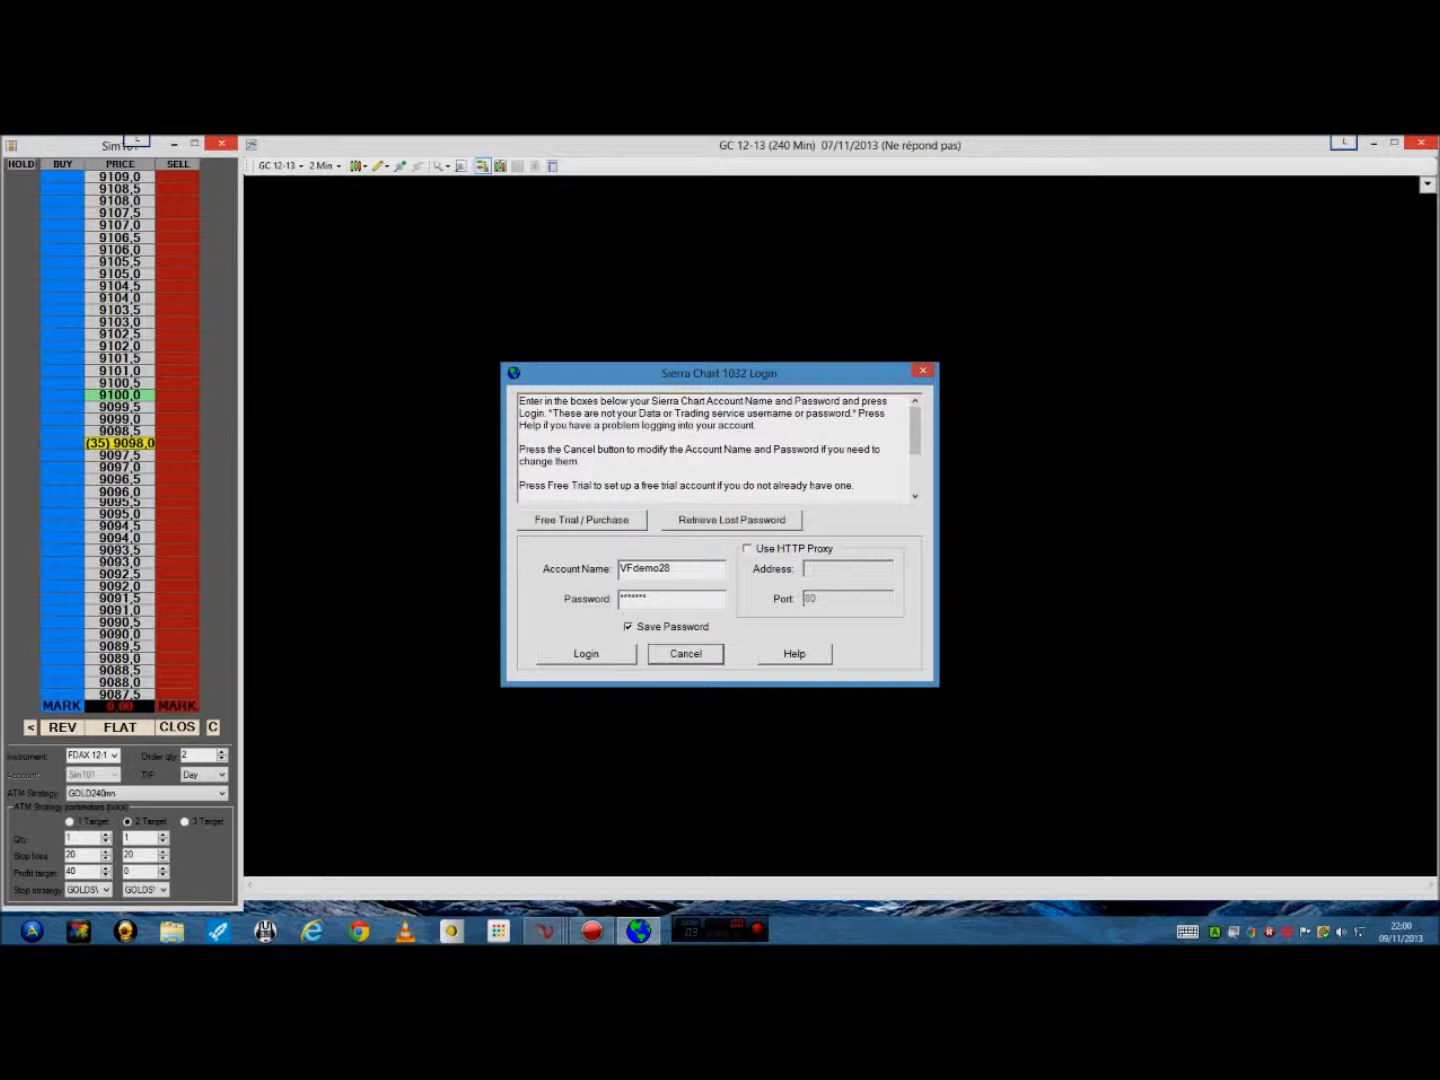 Sim101
GC 12-13 (240 Min)  07/11/2013 (Ne répond pas)
GC 12-13
2 Min
HOLD
BUY
PRICE
SELL
9109,0
9108,5
9108,0
9107,5
9107,0
9106,5
9106,0
9105,5
9105,0
9104,5
9104,0
9103,5
9103,0
9102,5
9102,0
9101,5
9101,0
9100,5
9100,0
9099,5
9099,0
9098,5
(35) 9098,0
9097,5
9097,0
9096,5
9096,0
9095,5
9095,0
9094,5
9094,0
9093,5
9093,0
9092,5
9092,0
9091,5
9091,0
9090,5
9090,0
9089,5
9089,0
9088,5
9088,0
9087,5
MARK
0,00
MARK
<
REV
FLAT
CLOS
C
Instrument:
FDAX 12-1
Order qty:
2
Account:
Sim101
TIF:
Day
ATM Strategy:
GOLD240mn
ATM Strategy parameters (ticks)
1 Target
2 Target
3 Target
Qty:
1
1
Stop loss:
20
20
Profit target:
40
0
Stop strategy:
GOLDS\
GOLDS\
Sierra Chart 1032 Login
Enter in the boxes below your Sierra Chart Account Name and Password and press
Login. *These are not your Data or Trading service username or password.* Press
Help if you have a problem logging into your account.
Press the Cancel button to modify the Account Name and Password if you need to
change them.
Press Free Trial to set up a free trial account if you do not already have one.
Free Trial / Purchase
Retrieve Lost Password
Account Name:
VFdemo28
Password:
*******
Save Password
Use HTTP Proxy
Address:
Port:
80
Login
Cancel
Help
22:00
09/11/2013